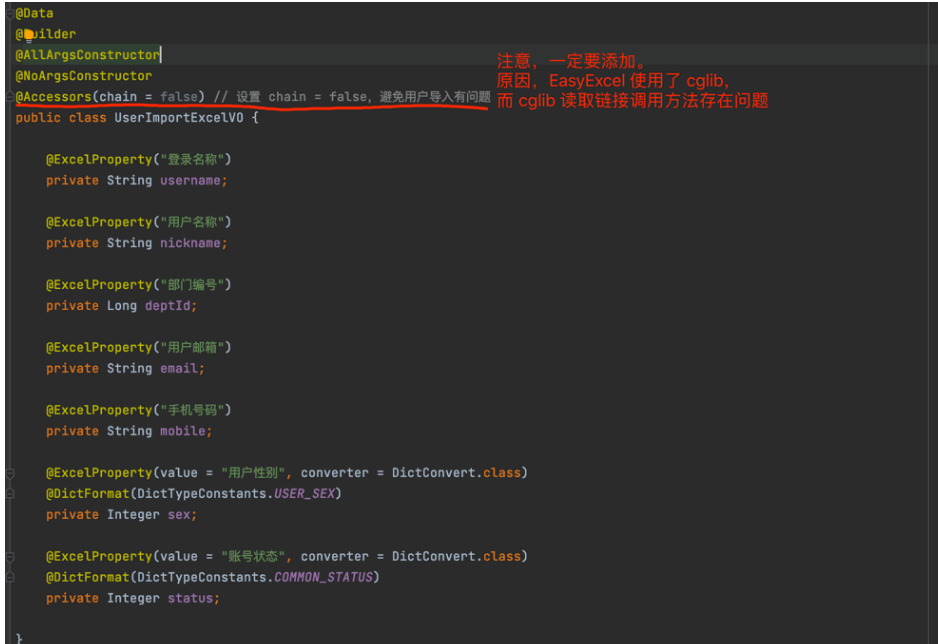 @Data
@Builder
@AllArgsConstructor
@NoArgsConstructor
@Accessors(chain = false) // 设置 chain = false，避免用户导入有问题
注意，一定要添加。
原因，EasyExcel 使用了 cglib，
而 cglib 读取链接调用方法存在问题
public class UserImportExcelVO {
@ExcelProperty("登录名称")
private String username;
@ExcelProperty("用户名称")
private String nickname;
@ExcelProperty("部门编号")
private Long deptId;
@ExcelProperty("用户邮箱")
private String email;
@ExcelProperty("手机号码")
private String mobile;
@ExcelProperty(value = "用户性别", converter = DictConvert.class)
@DictFormat(DictTypeConstants.USER_SEX)
private Integer sex;
@ExcelProperty(value = "账号状态", converter = DictConvert.class)
@DictFormat(DictTypeConstants.COMMON_STATUS)
private Integer status;
}